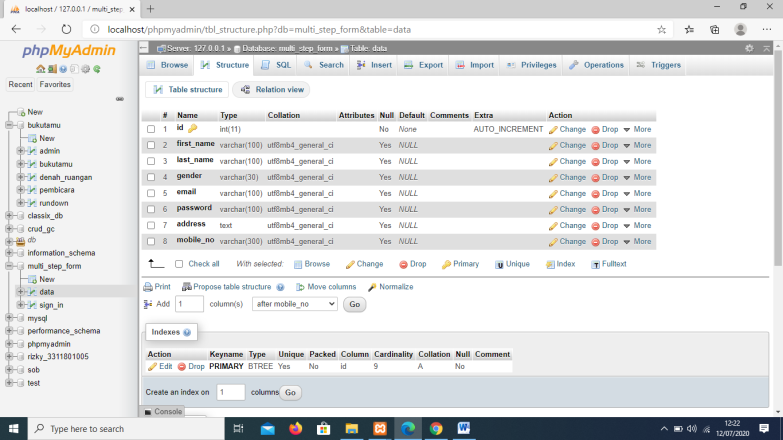 localhost / 127.0.0.1 / multi_step
localhost/phpmyadmin/tbl_structure.php?db=multi_step_form&table=data
phpMyAdmin
Recent Favorites
New
bukutamu
New
admin
bukutamu
denah_ruangan
pembicara
rundown
classix_db
crud_gc
db
information_schema
multi_step_form
New
data
sign_in
mysql
performance_schema
phpmyadmin
rizky_3311801005
sob
test
Server: 127.0.0.1 » Database: multi_step_form » Table: data
Browse Structure SQL Search Insert Export Import Privileges Operations Triggers
Table structure Relation view
# Name Type Collation Attributes Null Default Comments Extra Action
1 id int(11) No None AUTO_INCREMENT Change Drop More
2 first_name varchar(100) utf8mb4_general_ci Yes NULL Change Drop More
3 last_name varchar(100) utf8mb4_general_ci Yes NULL Change Drop More
4 gender varchar(30) utf8mb4_general_ci Yes NULL Change Drop More
5 email varchar(100) utf8mb4_general_ci Yes NULL Change Drop More
6 password varchar(100) utf8mb4_general_ci Yes NULL Change Drop More
7 address text utf8mb4_general_ci Yes NULL Change Drop More
8 mobile_no varchar(300) utf8mb4_general_ci Yes NULL Change Drop More
Check all With selected: Browse Change Drop Primary Unique Index Fulltext
Print Propose table structure Move columns Normalize
Add 1 column(s) after mobile_no Go
Indexes
Action Keyname Type Unique Packed Column Cardinality Collation Null Comment
Edit Drop PRIMARY BTREE Yes No id 9 A No
Create an index on 1 columns Go
Console
Type here to search
12:22
12/07/2020